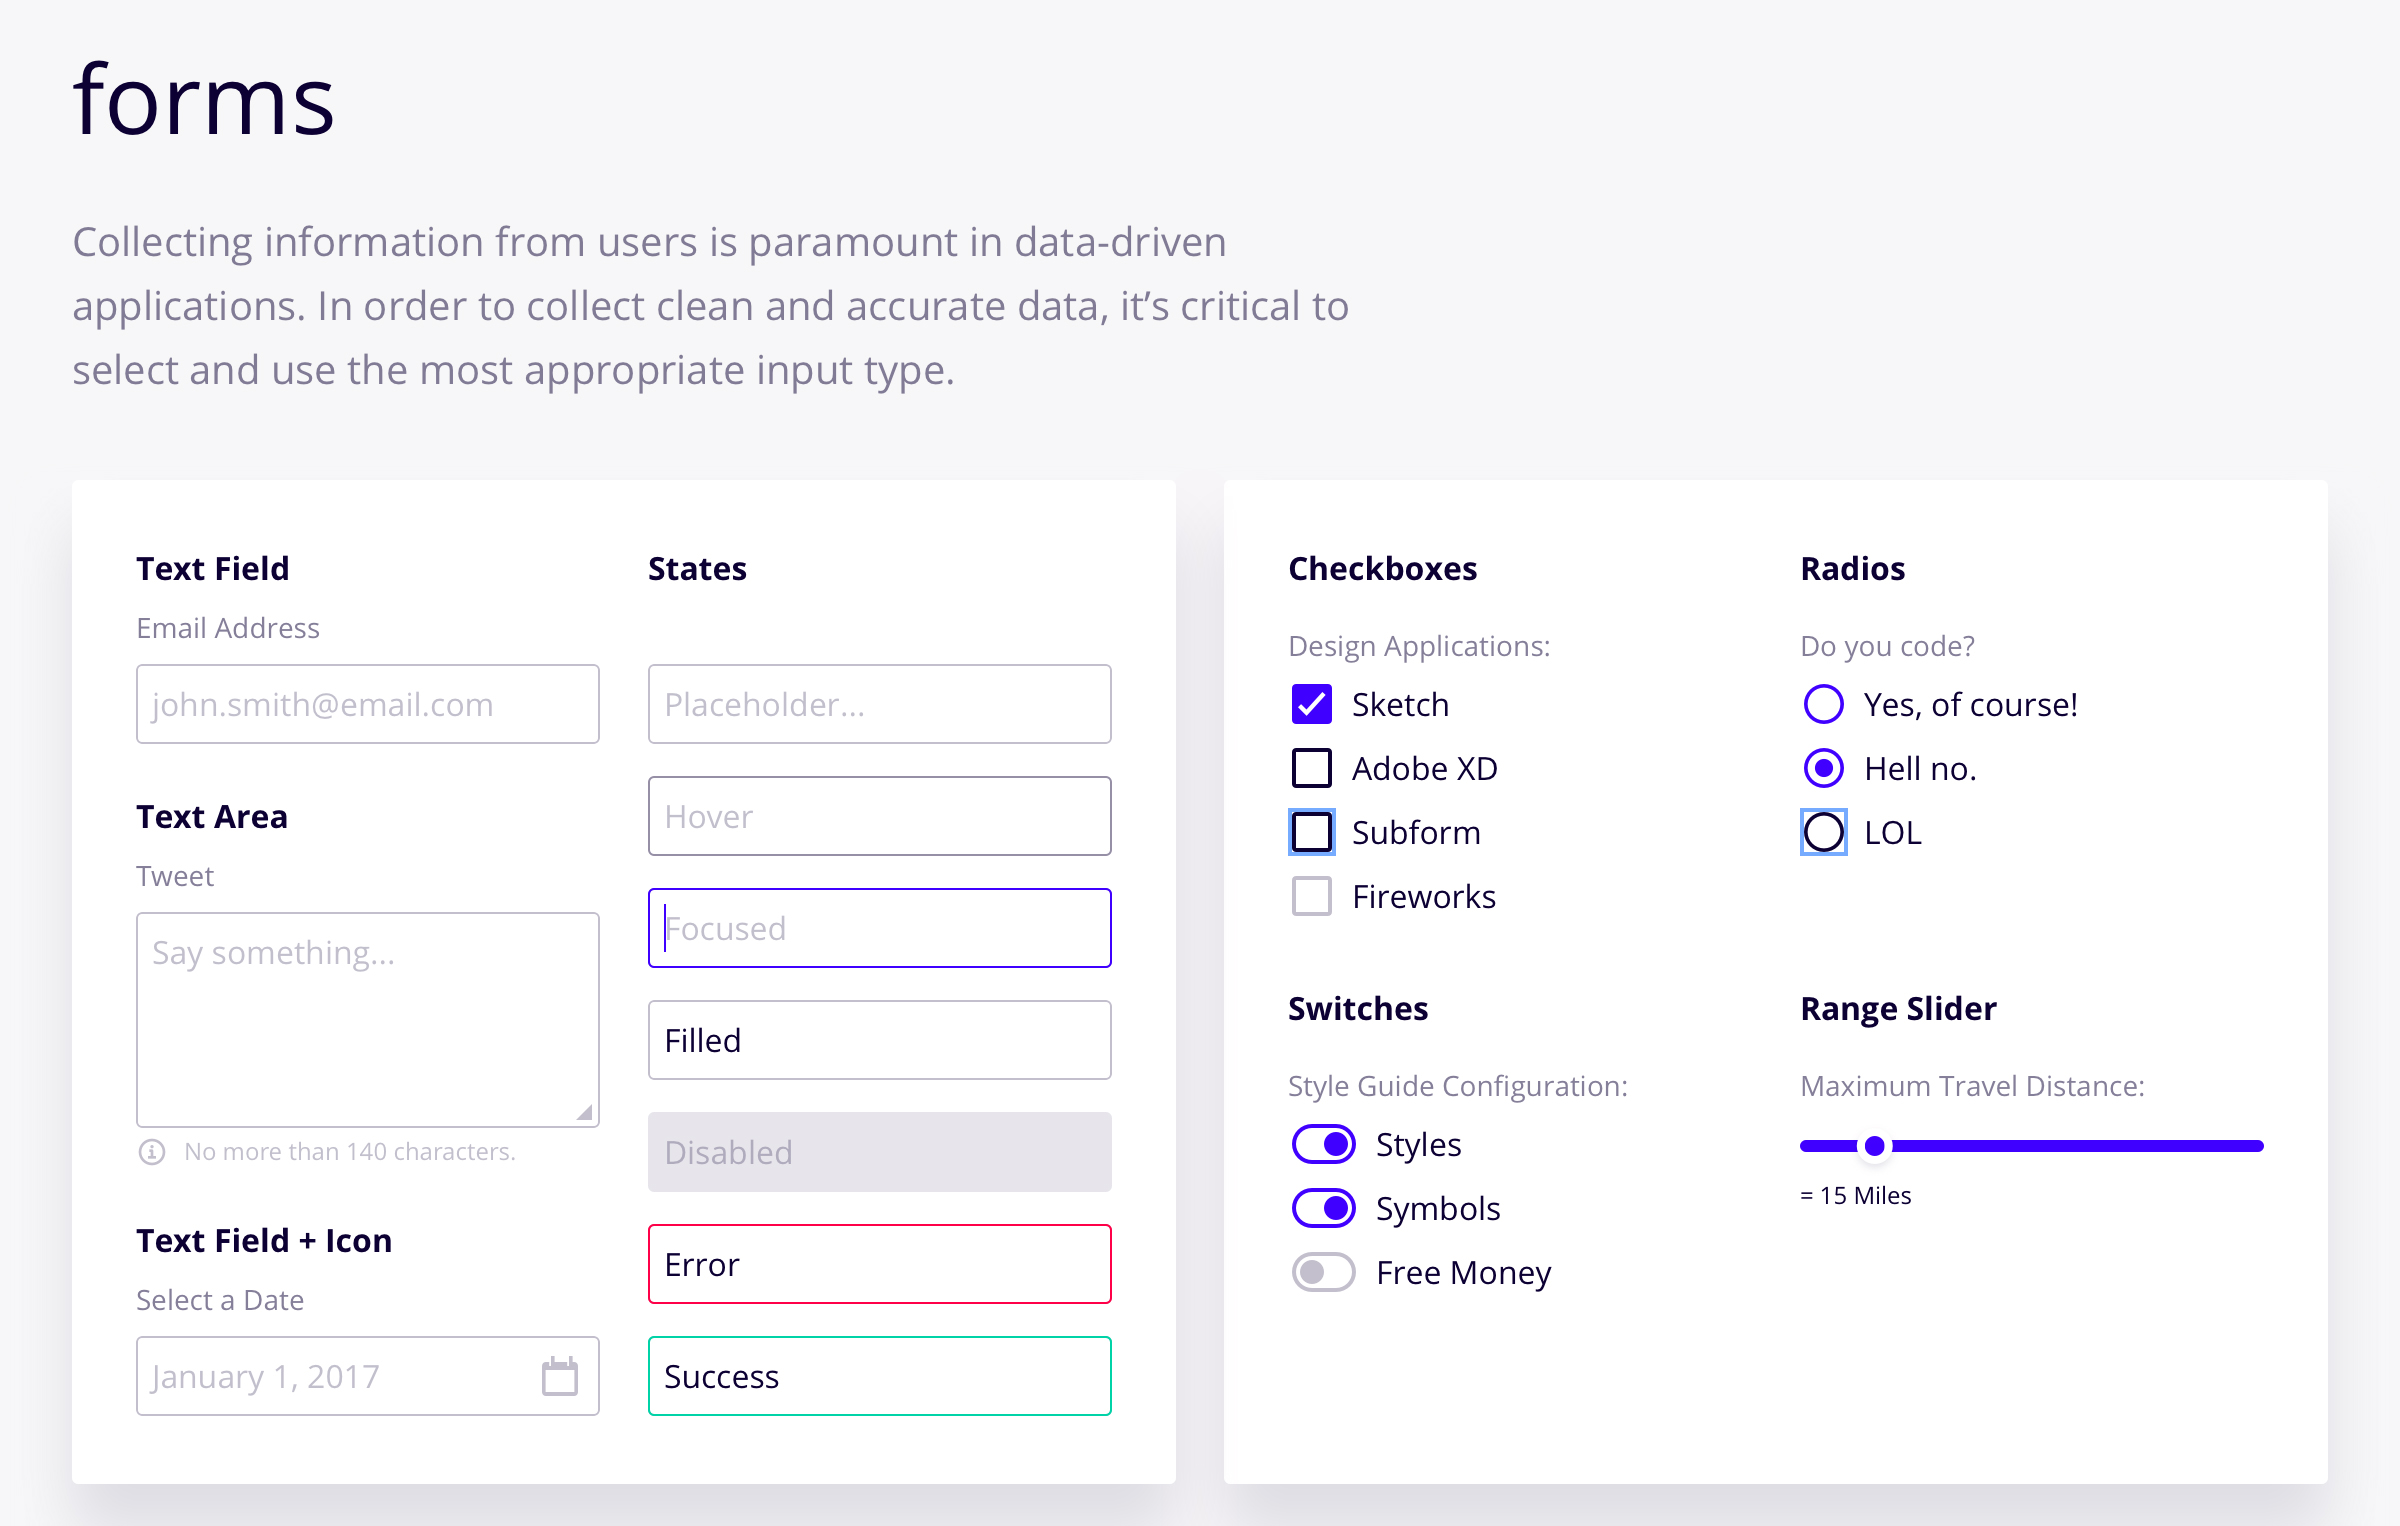 forms
Collecting information from users is paramount in data-driven
applications. In order to collect clean and accurate data, it’s critical to
select and use the most appropriate input type.
Text Field
Email Address
john.smith@email.com
Text Area
Tweet
Say something...
No more than 140 characters.
Text Field + Icon
Select a Date
January 1, 2017
States
Placeholder...
Hover
Focused
Filled
Disabled
Error
Success
Checkboxes
Design Applications:
Sketch
Adobe XD
Subform
Fireworks
Radios
Do you code?
Yes, of course!
Hell no.
LOL
Switches
Style Guide Configuration:
Styles
Symbols
Free Money
Range Slider
Maximum Travel Distance:
= 15 Miles